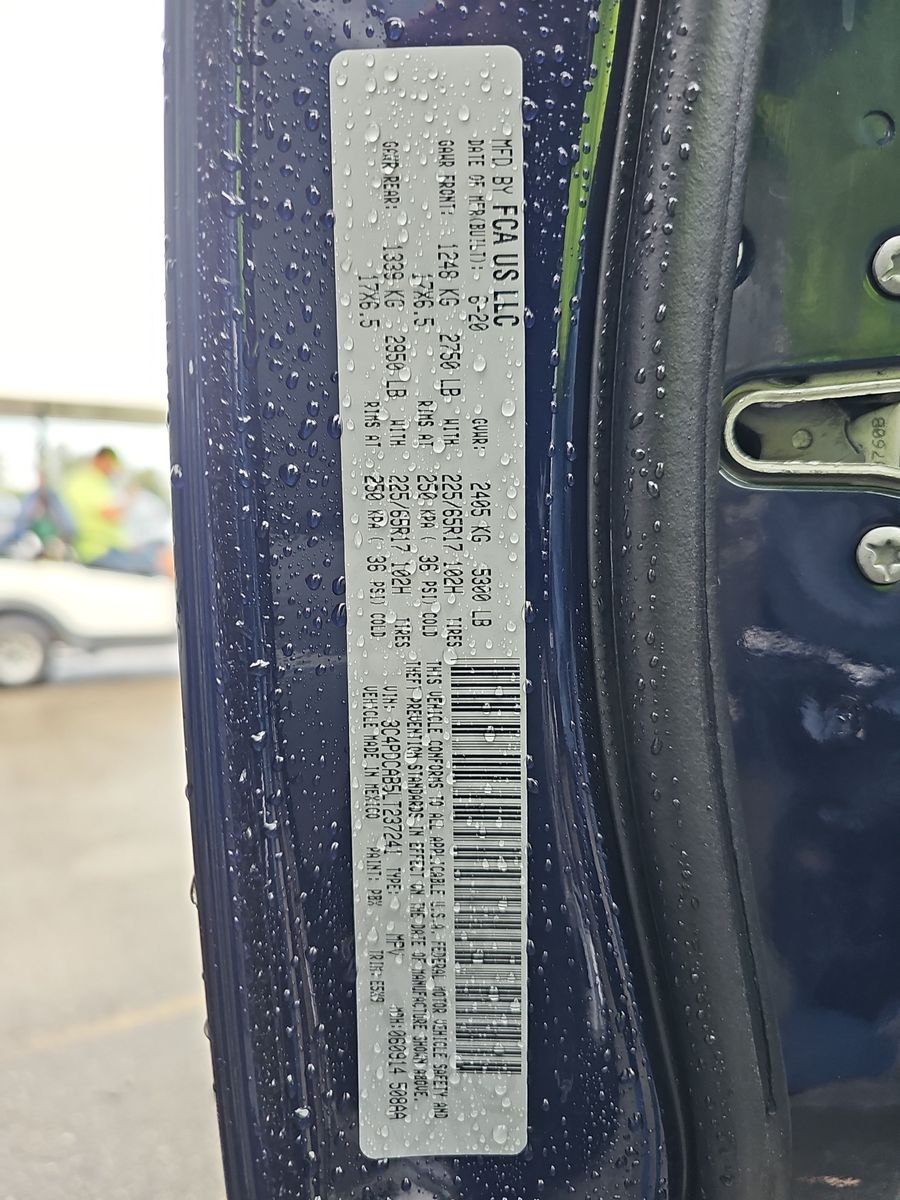 MFD BY FCA US LLC
DATE OF MFR(BUILT): 6-20 GVWR: 2405 KG 5300 LB
GAWR FRONT: 1248 KG 2750 LB WITH 225/65R17 102H TIRES
17X6.5 RIMS AT 250 KPA ( 36 PSI) COLD
GAWR REAR: 1339 KG 2950 LB WITH 225/65R17 102H TIRES
17X6.5 RIMS AT 250 KPA ( 36 PSI) COLD
THIS VEHICLE CONFORMS TO ALL APPLICABLE U.S.A. FEDERAL MOTOR VEHICLE SAFETY AND
THEFT PREVENTION STANDARDS IN EFFECT ON THE DATE OF MANUFACTURE SHOWN ABOVE.
VIN: 3C4PDCAB5LT237241 TYPE: MPV MDH:060914 508AA
VEHICLE MADE IN MEXICO PAINT: PBX TRIM:E5X9
760B